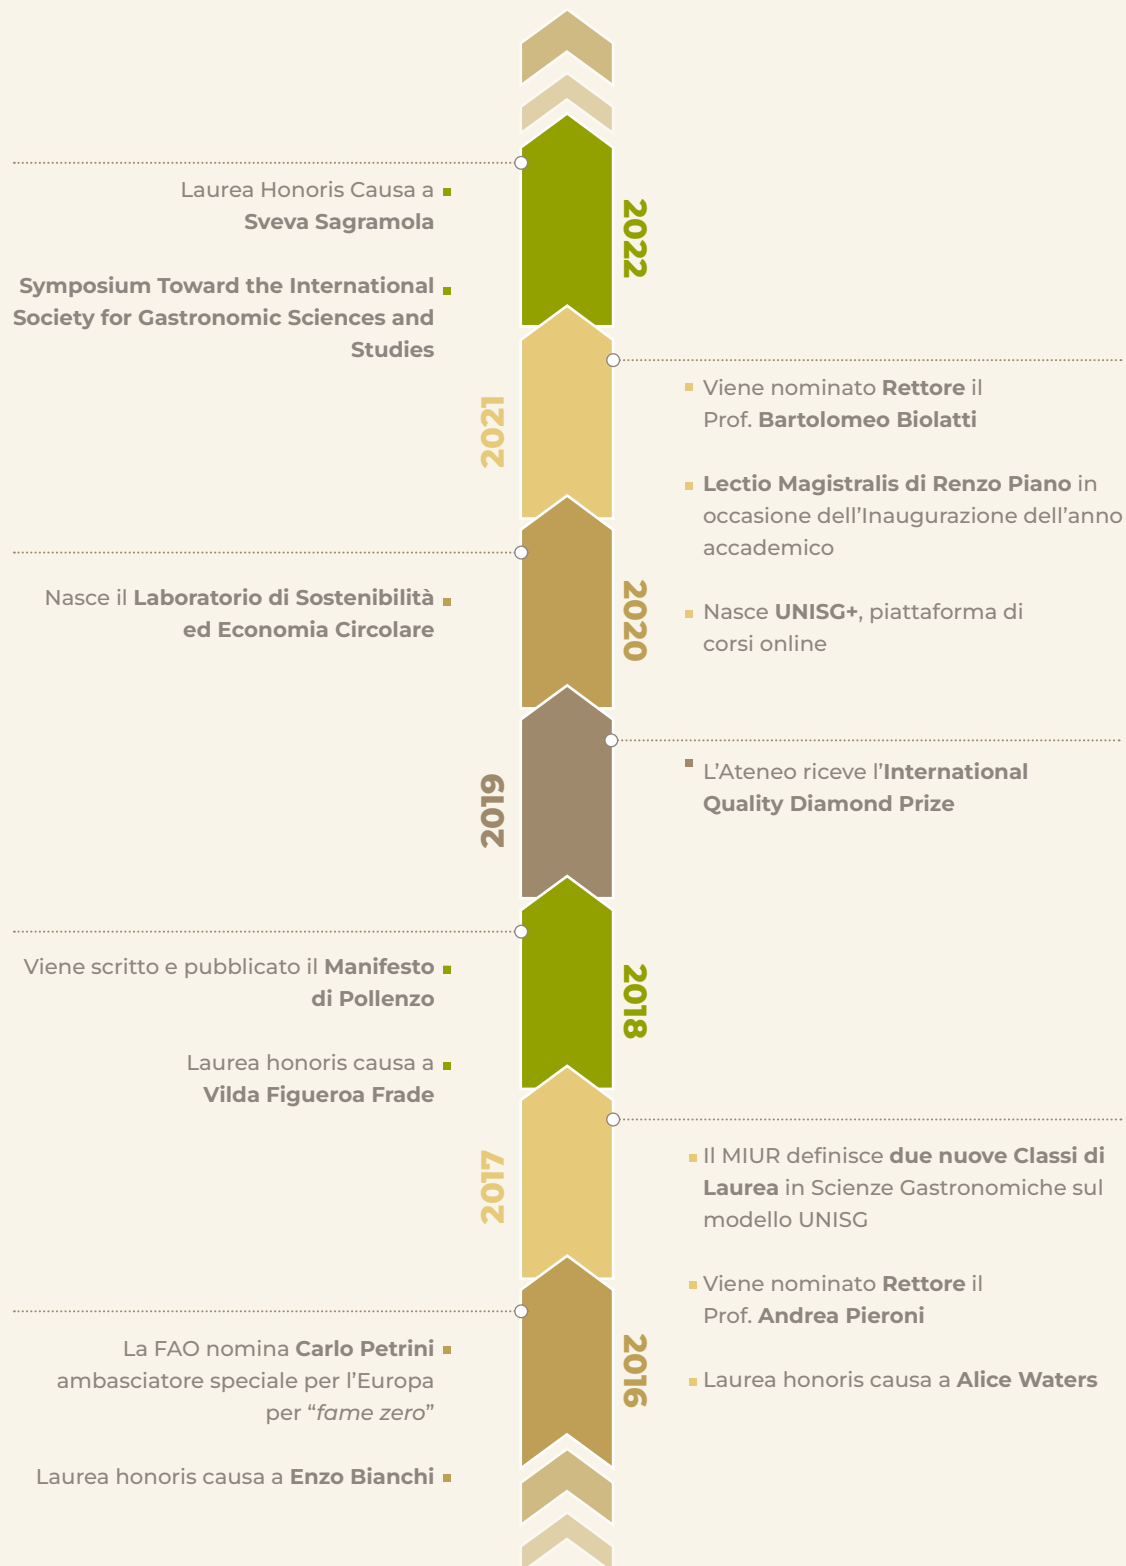 2022
Laurea Honoris Causa a
Sveva Sagramola
Symposium Toward the International
Society for Gastronomic Sciences and
Studies
2021
Viene nominato Rettore il
Prof. Bartolomeo Biolatti
Lectio Magistralis di Renzo Piano in
occasione dell’Inaugurazione dell’anno
accademico
Nasce UNISG+, piattaforma di
corsi online
2020
Nasce il Laboratorio di Sostenibilità
ed Economia Circolare
2019
L’Ateneo riceve l’International
Quality Diamond Prize
2018
Viene scritto e pubblicato il Manifesto
di Pollenzo
Laurea honoris causa a
Vilda Figueroa Frade
2017
Il MIUR definisce due nuove Classi di
Laurea in Scienze Gastronomiche sul
modello UNISG
Viene nominato Rettore il
Prof. Andrea Pieroni
Laurea honoris causa a Alice Waters
2016
La FAO nomina Carlo Petrini
ambasciatore speciale per l’Europa
per “fame zero”
Laurea honoris causa a Enzo Bianchi